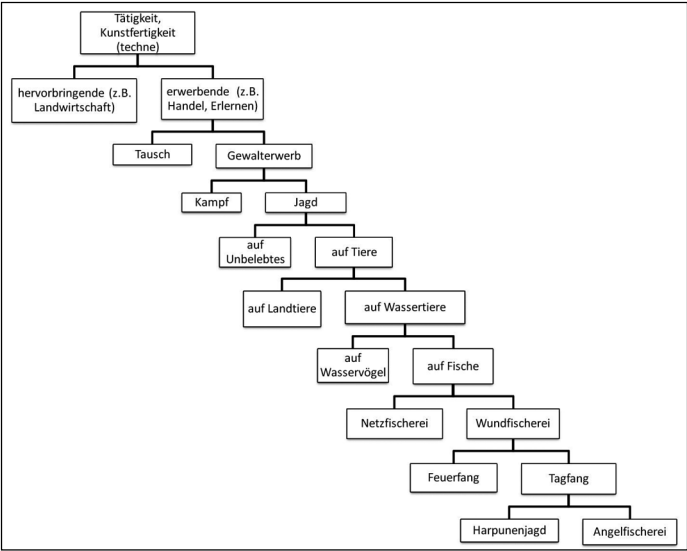 Tätigkeit,
Kunstfertigkeit
(techne)
hervorbringende (z.B.
Landwirtschaft)
erwerbende (z.B.
Handel, Erlernen)
Tausch
Gewalterwerb
Kampf
Jagd
auf
Unbelebtes
auf Tiere
auf Landtiere
auf Wassertiere
auf
Wasservögel
auf Fische
Netzfischerei
Wundfischerei
Feuerfang
Tagfang
Harpunenjagd
Angelfischerei